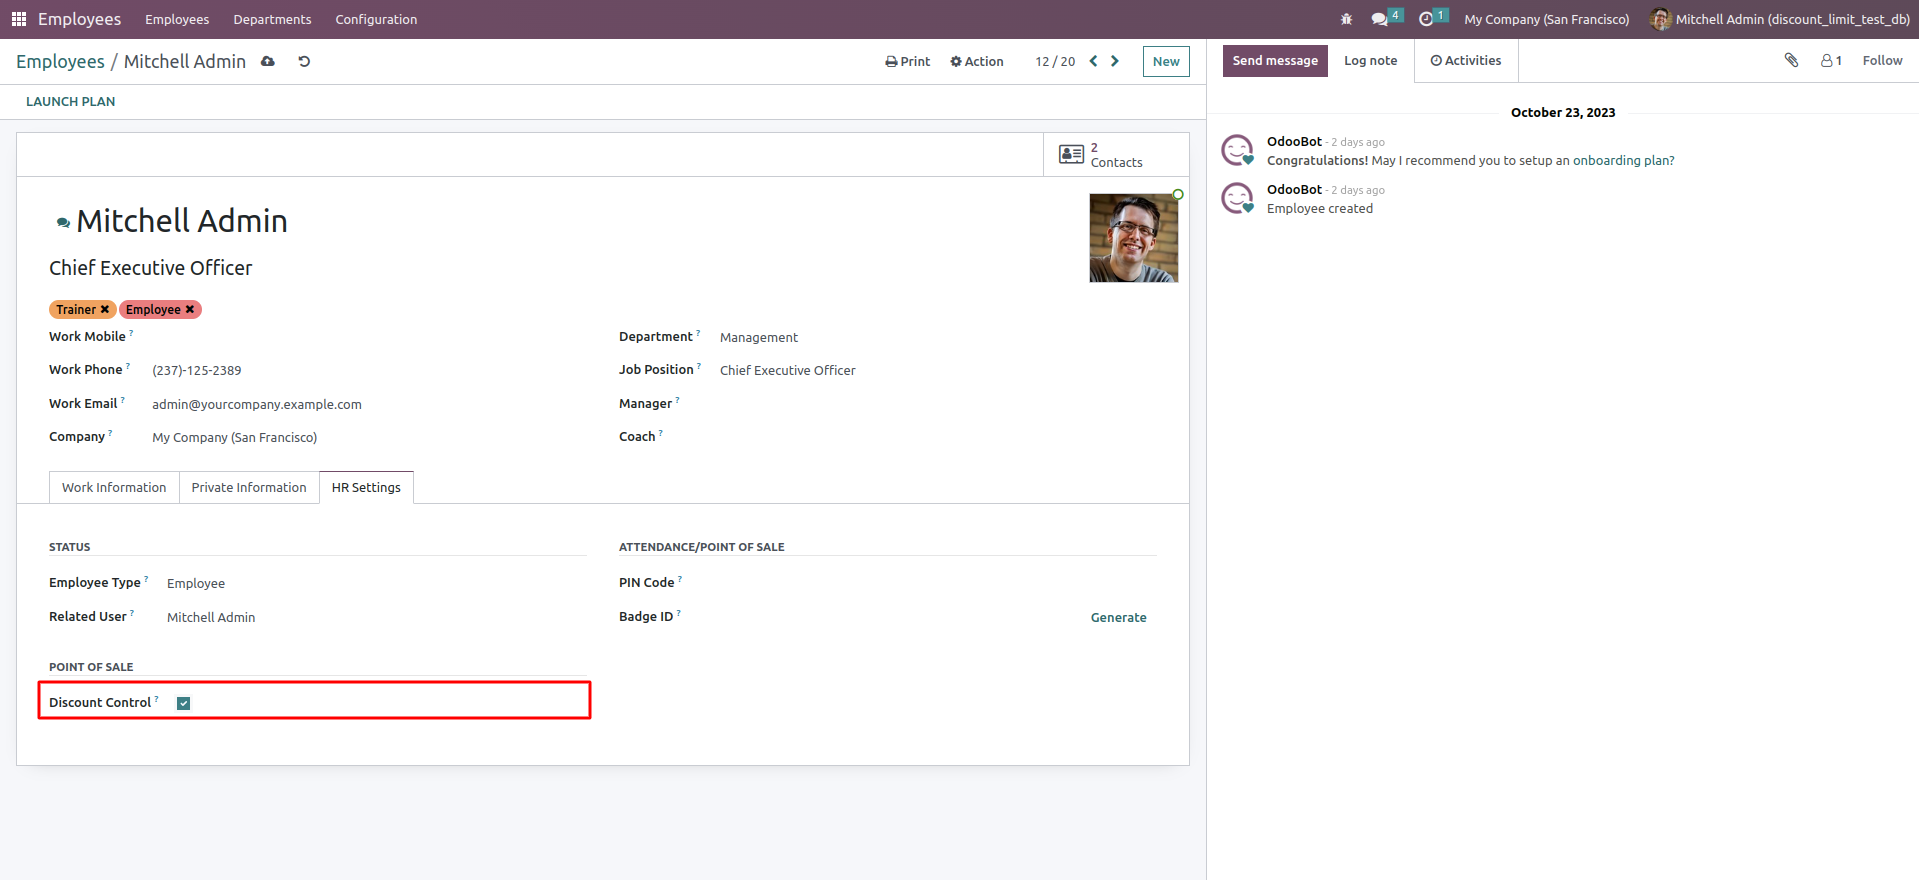 Employees Employees Departments Configuration 4 1 My Company (San Francisco) Mitchell Admin (discount_limit_test_db)
Employees / Mitchell Admin Print Action 12 / 20 New
Send message Log note Activities 1 Follow
LAUNCH PLAN
2
Contacts
Mitchell Admin
Chief Executive Officer
Trainer Employee
Work Mobile ?
Work Phone ? (237)-125-2389
Work Email ? admin@yourcompany.example.com
Company ? My Company (San Francisco)
Department ? Management
Job Position ? Chief Executive Officer
Manager ?
Coach ?
Work Information Private Information HR Settings
STATUS
Employee Type ? Employee
Related User ? Mitchell Admin
ATTENDANCE/POINT OF SALE
PIN Code ?
Badge ID ? Generate
POINT OF SALE
Discount Control ?
October 23, 2023
OdooBot - 2 days ago
Congratulations! May I recommend you to setup an onboarding plan?
OdooBot - 2 days ago
Employee created